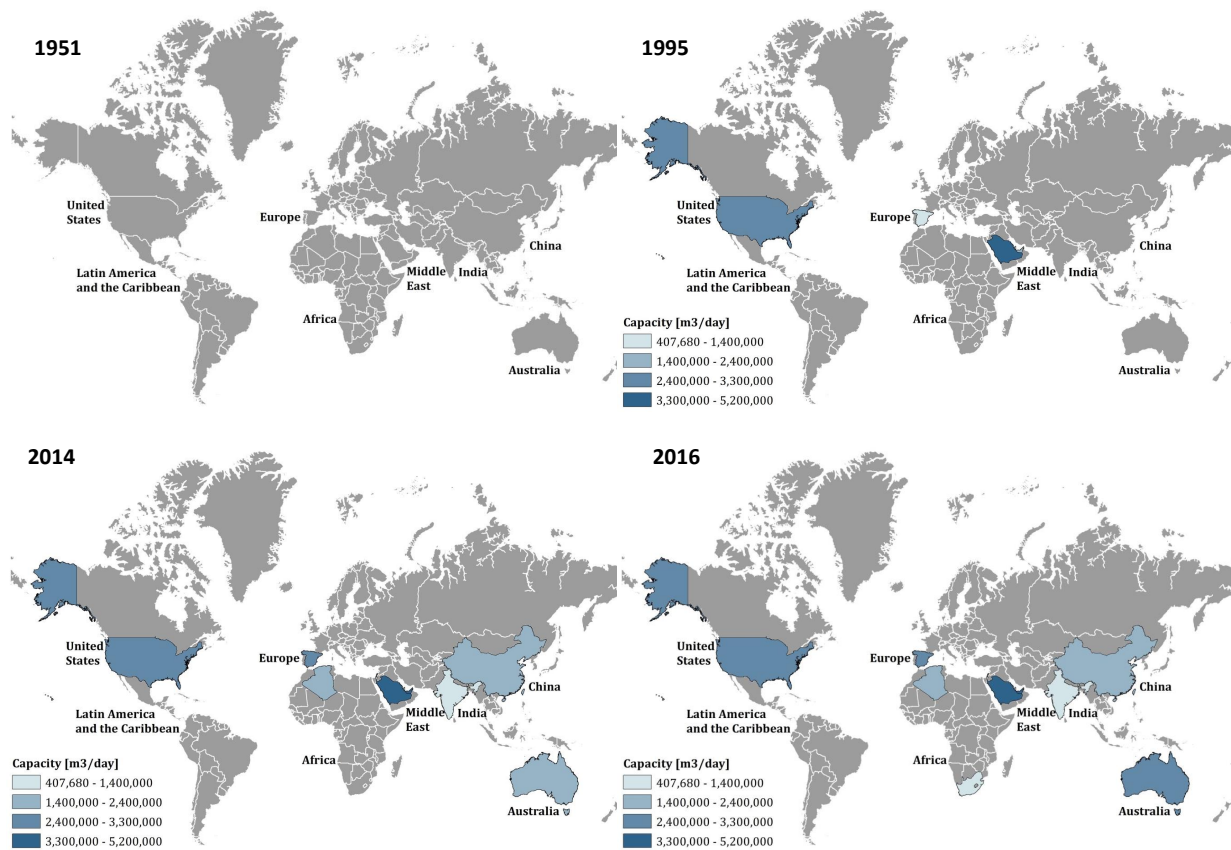 1951
United
States
Europe
China
Latin America
and the Caribbean
Middle
East
India
Africa
Australia
1995
United
States
Europe
China
Latin America
and the Caribbean
Middle
East
India
Africa
Capacity [m3/day]
407,680 - 1,400,000
1,400,000 - 2,400,000
2,400,000 - 3,300,000
3,300,000 - 5,200,000
Australia
2014
United
States
Europe
China
Latin America
and the Caribbean
Middle
East
India
Africa
Capacity [m3/day]
407,680 - 1,400,000
1,400,000 - 2,400,000
2,400,000 - 3,300,000
3,300,000 - 5,200,000
Australia
2016
United
States
Europe
China
Latin America
and the Caribbean
Middle
East
India
Africa
Capacity [m3/day]
407,680 - 1,400,000
1,400,000 - 2,400,000
2,400,000 - 3,300,000
3,300,000 - 5,200,000
Australia